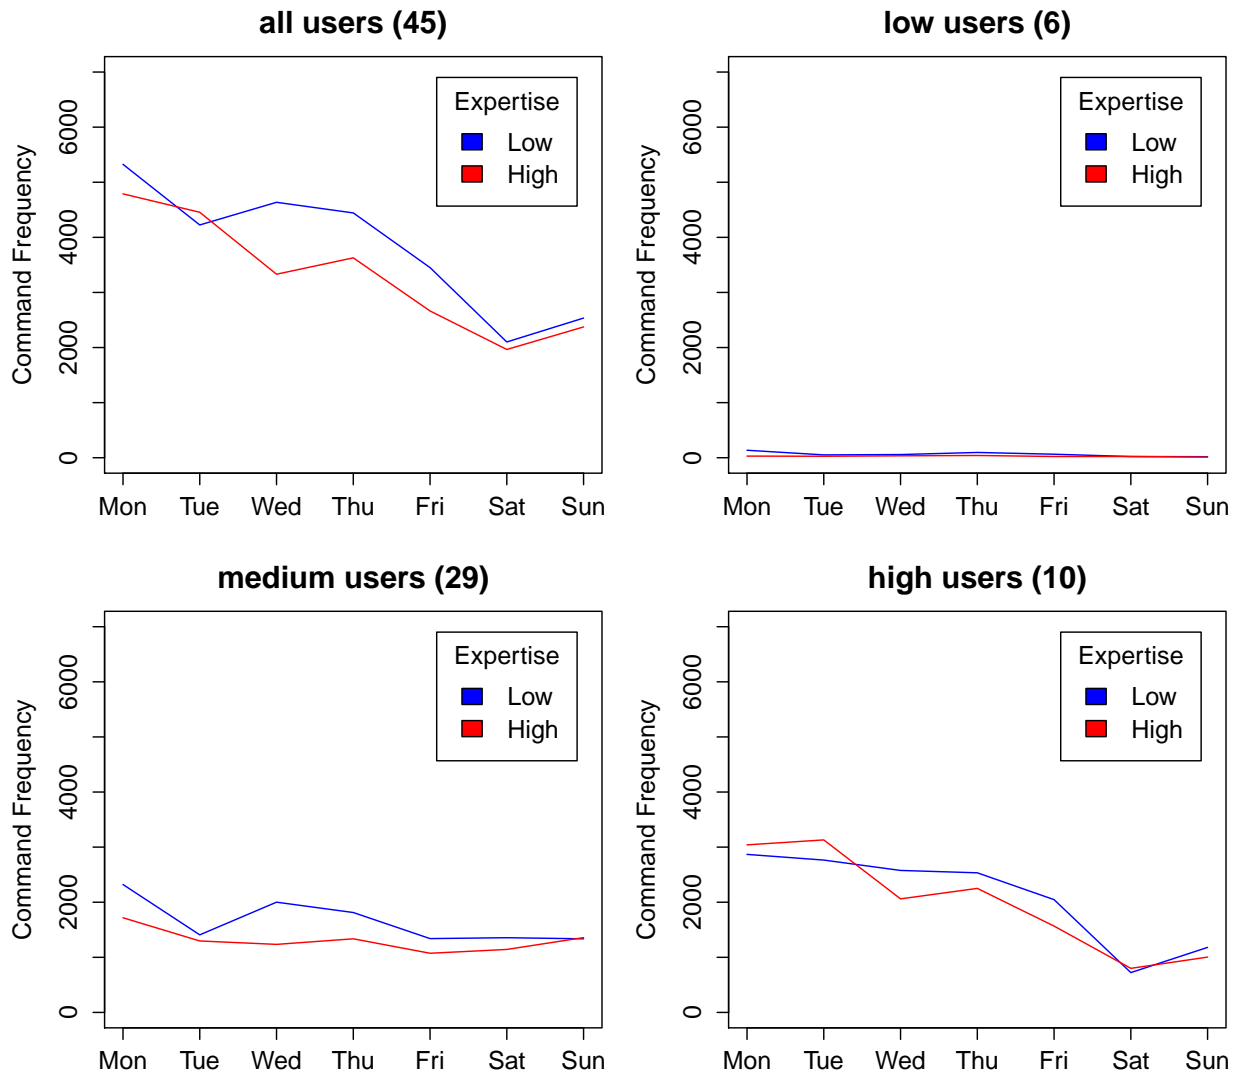 all users (45)
Command Frequency
6000
4000
2000
0
Expertise
Low
High
Mon Tue Wed Thu Fri Sat Sun
low users (6)
Command Frequency
6000
4000
2000
0
Expertise
Low
High
Mon Tue Wed Thu Fri Sat Sun
medium users (29)
Command Frequency
6000
4000
2000
0
Expertise
Low
High
Mon Tue Wed Thu Fri Sat Sun
high users (10)
Command Frequency
6000
4000
2000
0
Expertise
Low
High
Mon Tue Wed Thu Fri Sat Sun